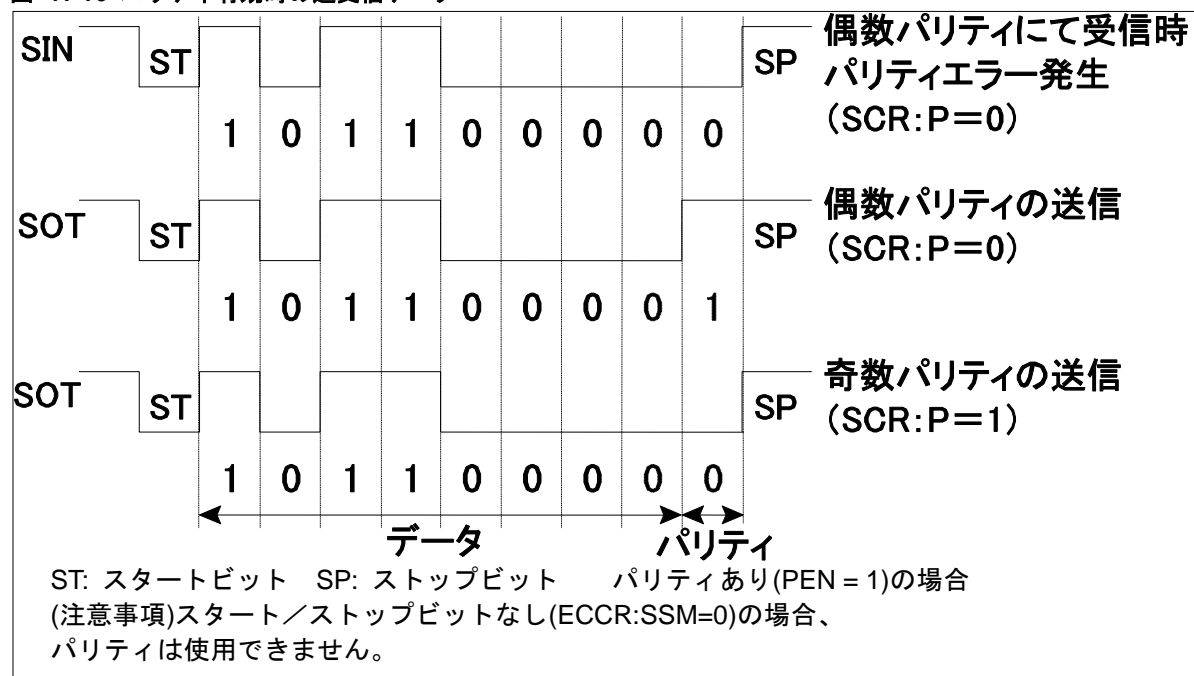 SIN ST SP 偶数パリティにて受信時
パリティエラー発生
(SCR:P=0)
1 0 1 1 0 0 0 0 0
SOT ST SP 偶数パリティの送信
(SCR:P=0)
1 0 1 1 0 0 0 0 1
SOT ST SP 奇数パリティの送信
(SCR:P=1)
1 0 1 1 0 0 0 0 0
データ パリティ
ST: スタートビット SP: ストップビット パリティあり(PEN = 1)の場合
(注意事項)スタート/ストップビットなし(ECCR:SSM=0)の場合、
パリティは使用できません。